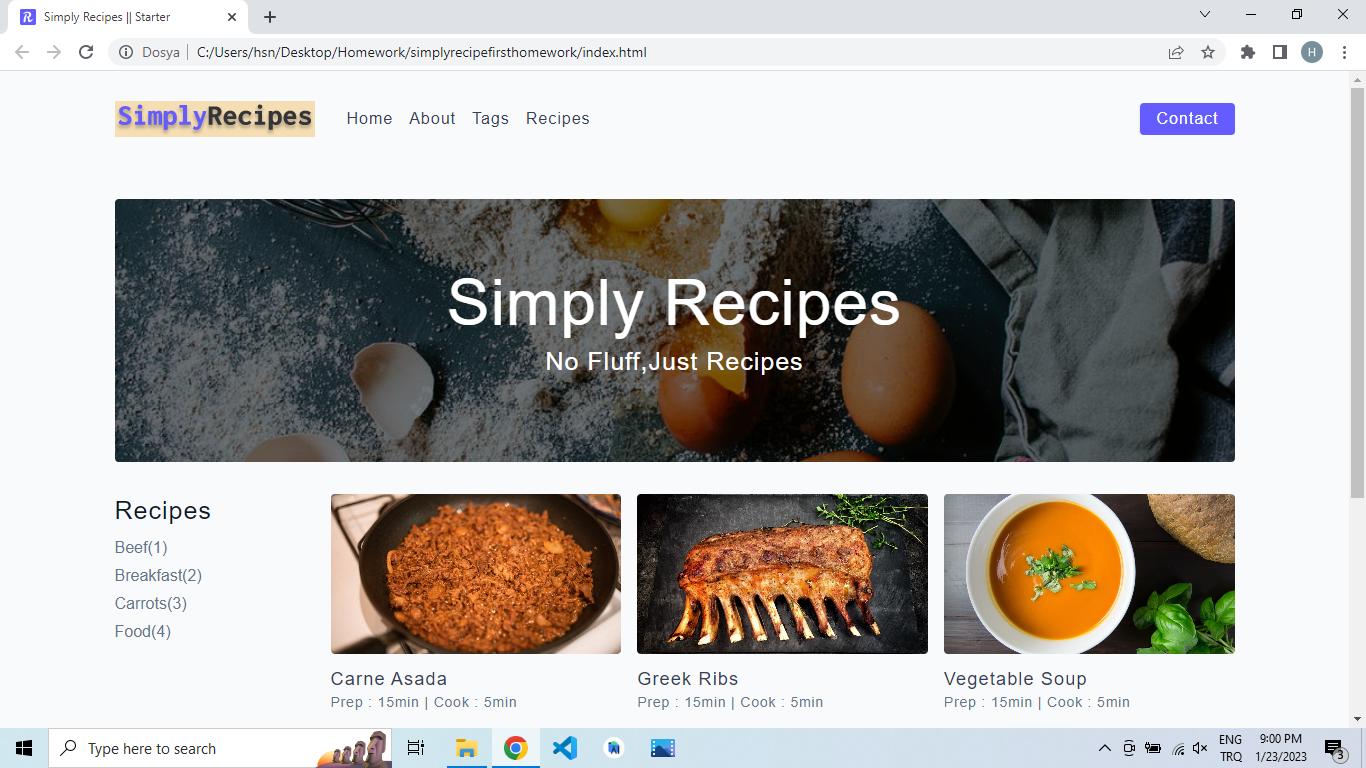 Simply Recipes || Starter
Dosya | C:/Users/hsn/Desktop/Homework/simplyrecipefirsthomework/index.html
H
SimplyRecipes
Home About Tags Recipes
Contact
Simply Recipes
No Fluff,Just Recipes
Recipes
Beef(1)
Breakfast(2)
Carrots(3)
Food(4)
Carne Asada
Prep : 15min | Cook : 5min
Greek Ribs
Prep : 15min | Cook : 5min
Vegetable Soup
Prep : 15min | Cook : 5min
Type here to search
ENG
TRQ
9:00 PM
1/23/2023
3